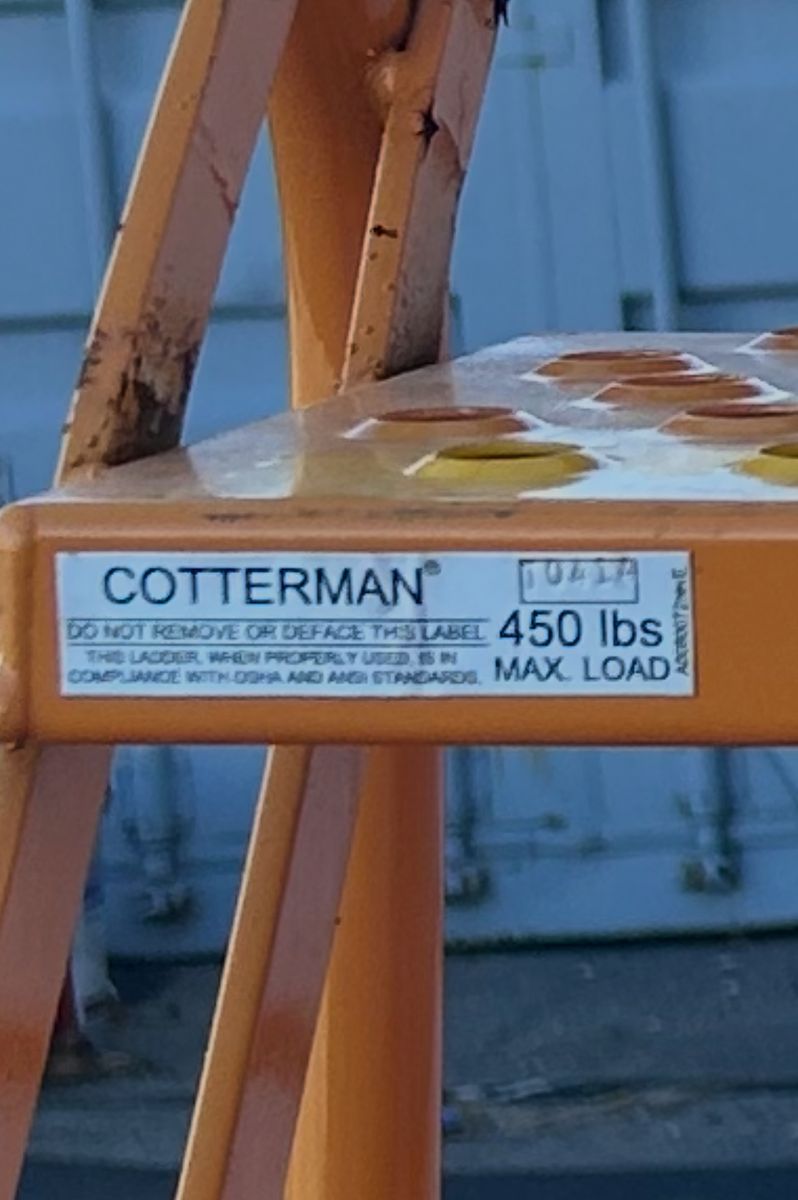 COTTERMAN®
DO NOT REMOVE OR DEFACE THIS LABEL
THIS LADDER, WHEN PROPERLY USED, IS IN
COMPLIANCE WITH OSHA AND ANSI STANDARDS.
450 lbs
MAX. LOAD